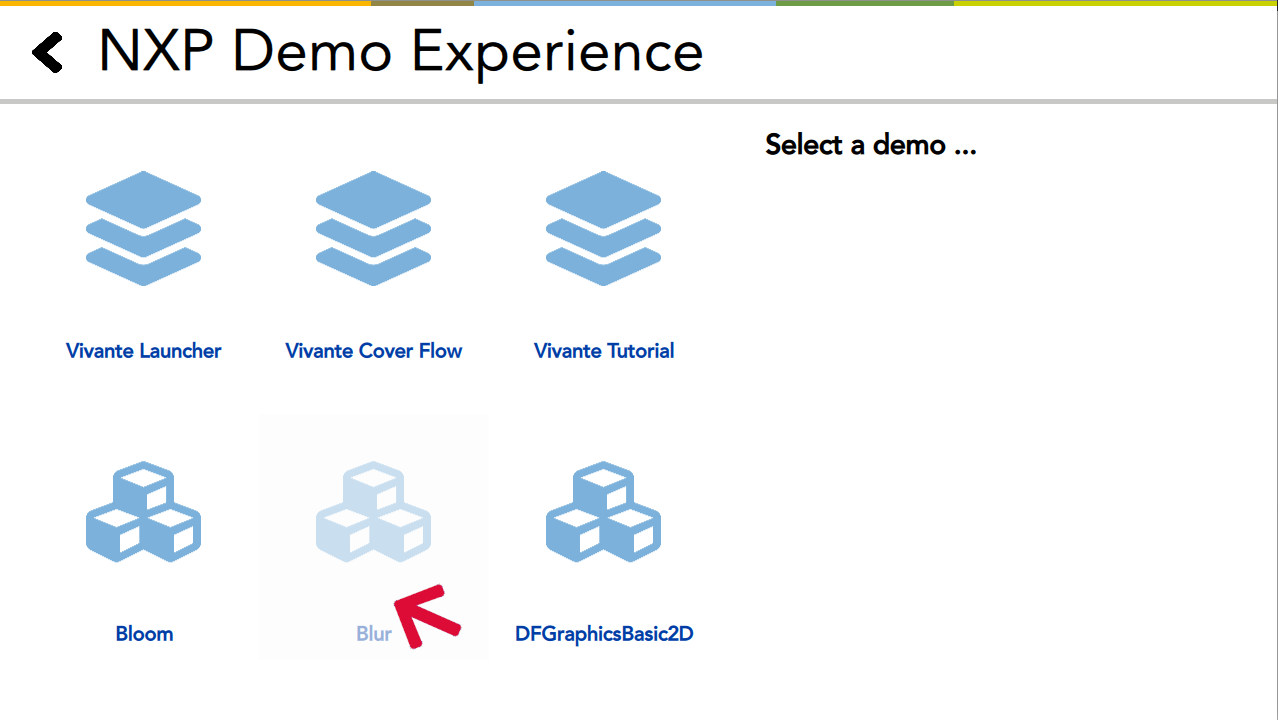 NXP Demo Experience
Select a demo ...
Vivante Launcher
Vivante Cover Flow
Vivante Tutorial
Bloom
Blur
DFGraphicsBasic2D